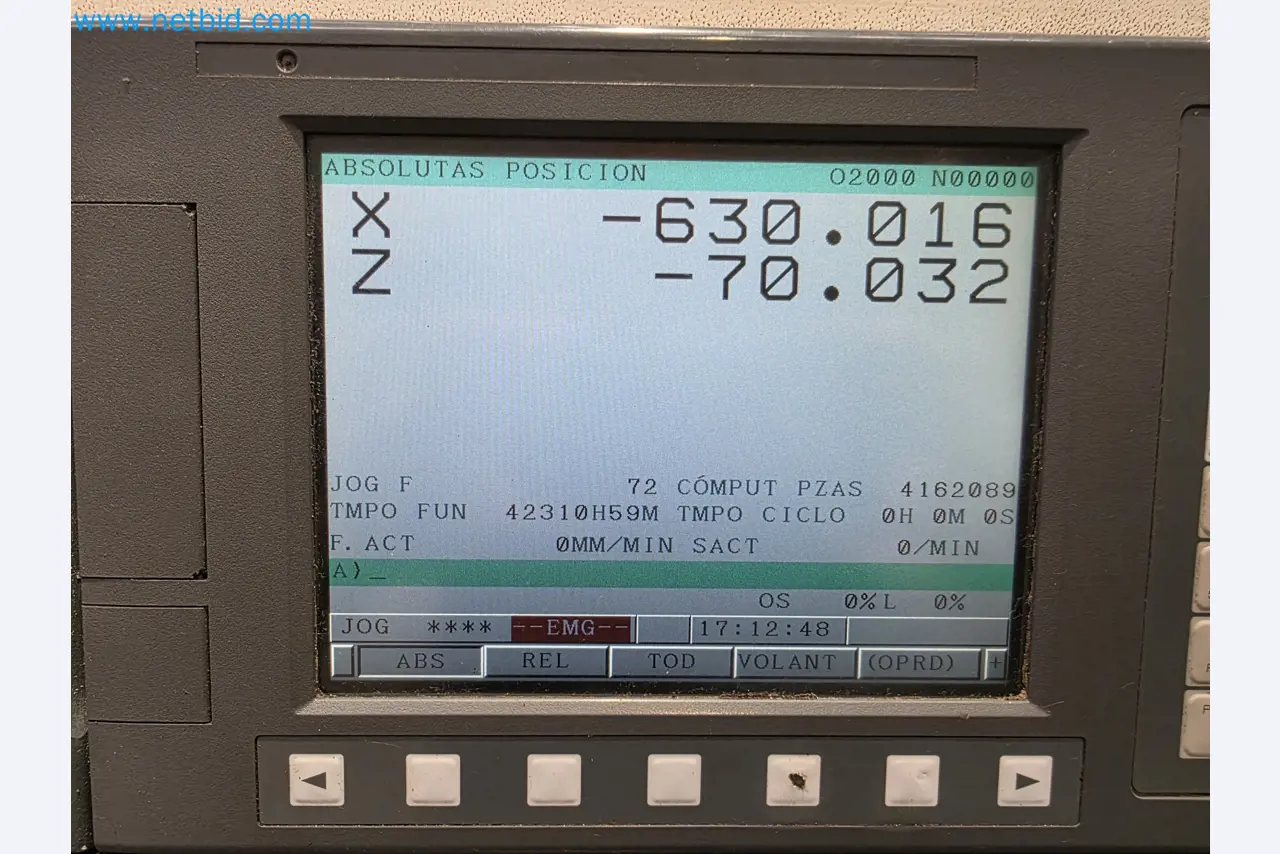 www.netbid.com
ABSOLUTAS POSICION O2000 N00000
X -630.016
Z -70.032
JOG F 72 CÓMPUT PZAS 4162089
TMPO FUN 42310H59M TMPO CICLO 0H 0M 0S
F. ACT 0MM/MIN SACT 0/MIN
A)_
OS 0% L 0%
JOG **** --EMG-- 17:12:48
ABS REL TOD VOLANT (OPRD) +